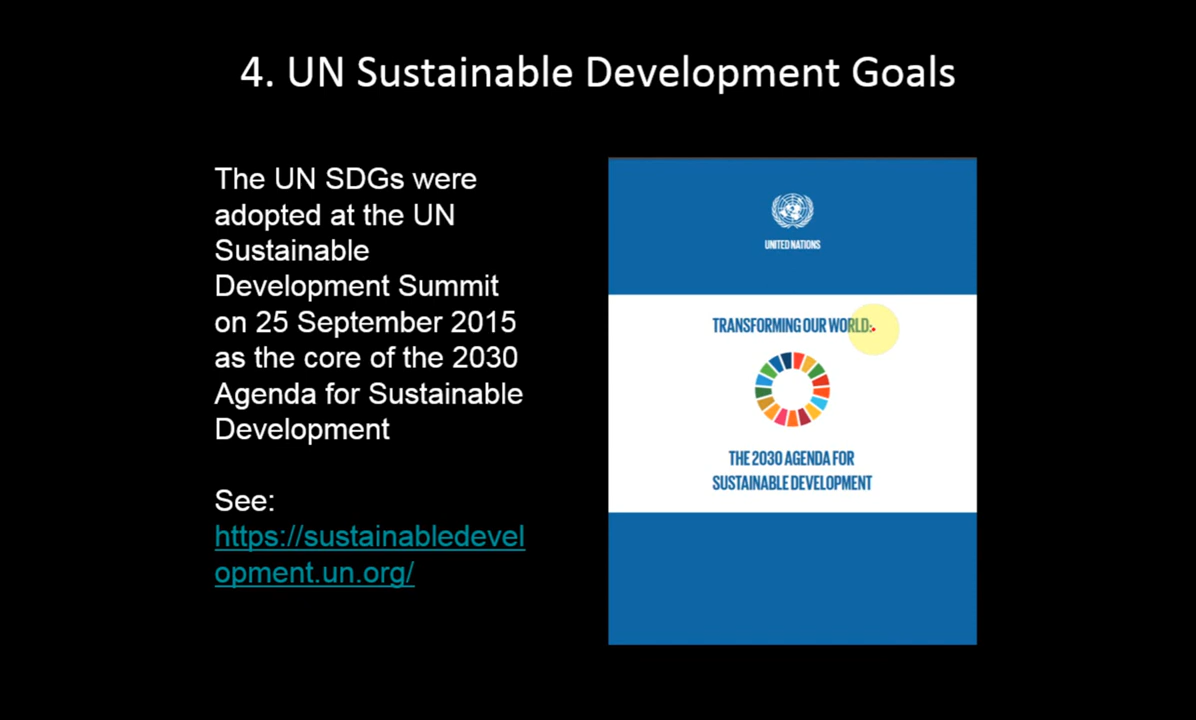 4. UN Sustainable Development Goals
The UN SDGs were
adopted at the UN
Sustainable
Development Summit
on 25 September 2015
as the core of the 2030
Agenda for Sustainable
Development
See:
https://sustainabledevel
opment.un.org/
UNITED NATIONS
TRANSFORMING OUR WORLD:
THE 2030 AGENDA FOR
SUSTAINABLE DEVELOPMENT